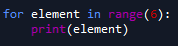 for element in range(6):
    print(element)